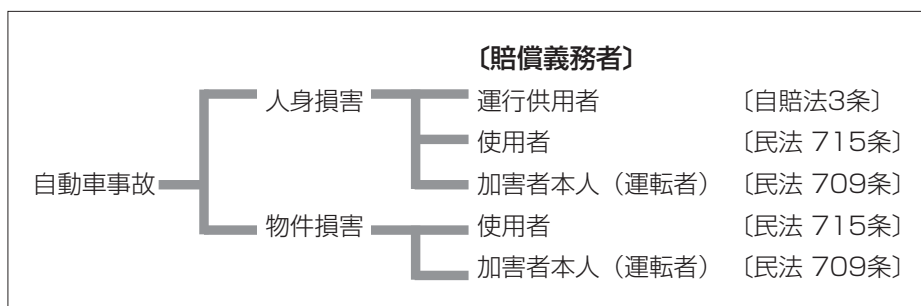 〔賠償義務者〕
人身損害 運行供用者 〔自賠法3条〕
使用者 〔民法 715条〕
自動車事故 加害者本人（運転者） 〔民法 709条〕
物件損害 使用者 〔民法 715条〕
加害者本人（運転者） 〔民法 709条〕